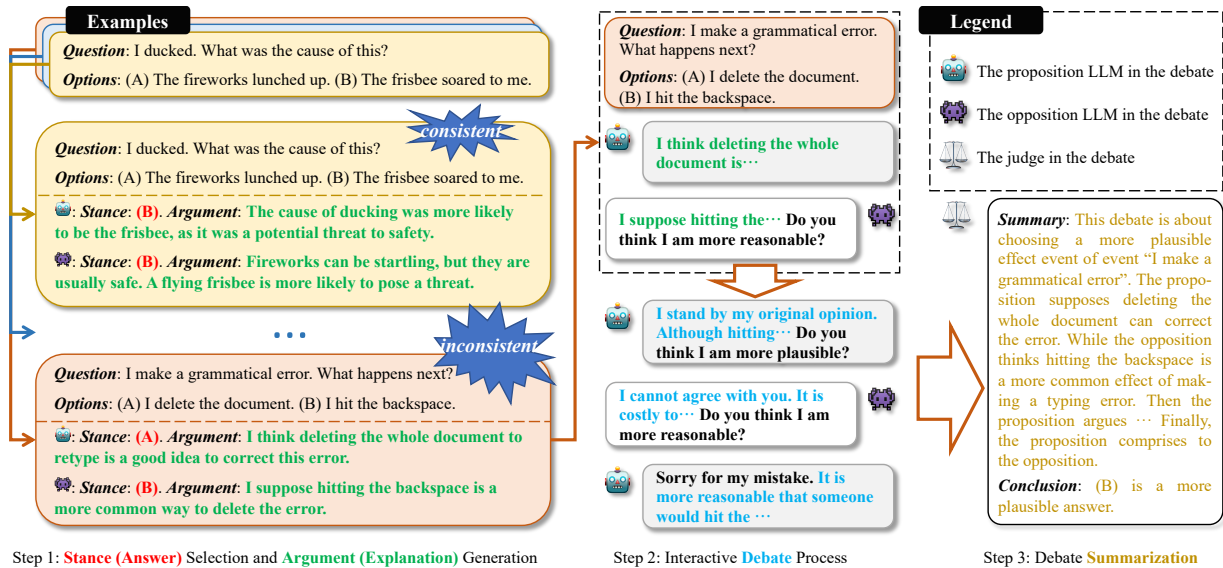 Examples
Question: I ducked. What was the cause of this?
Options: (A) The fireworks lunched up. (B) The frisbee soared to me.
consistent
Question: I ducked. What was the cause of this?
Options: (A) The fireworks lunched up. (B) The frisbee soared to me.
: Stance: (B). Argument: The cause of ducking was more likely
to be the frisbee, as it was a potential threat to safety.
: Stance: (B). Argument: Fireworks can be startling, but they are
usually safe. A flying frisbee is more likely to pose a threat.
...
inconsistent
Question: I make a grammatical error. What happens next?
Options: (A) I delete the document. (B) I hit the backspace.
: Stance: (A). Argument: I think deleting the whole document to
retype is a good idea to correct this error.
: Stance: (B). Argument: I suppose hitting the backspace is a
more common way to delete the error.
Step 1: Stance (Answer) Selection and Argument (Explanation) Generation
Question: I make a grammatical error.
What happens next?
Options: (A) I delete the document.
(B) I hit the backspace.
I think deleting the whole
document is···
I suppose hitting the··· Do you
think I am more reasonable?
I stand by my original opinion.
Although hitting··· Do you
think I am more plausible?
I cannot agree with you. It is
costly to··· Do you think I am
more reasonable?
Sorry for my mistake. It is
more reasonable that someone
would hit the ···
Step 2: Interactive Debate Process
Legend
The proposition LLM in the debate
The opposition LLM in the debate
The judge in the debate
Summary: This debate is about
choosing a more plausible
effect event of event “I make a
grammatical error”. The propo-
sition supposes deleting the
whole document can correct
the error. While the opposition
thinks hitting the backspace is
a more common effect of mak-
ing a typing error. Then the
proposition argues ··· Finally,
the proposition comprises to
the opposition.
Conclusion: (B) is a more
plausible answer.
Step 3: Debate Summarization